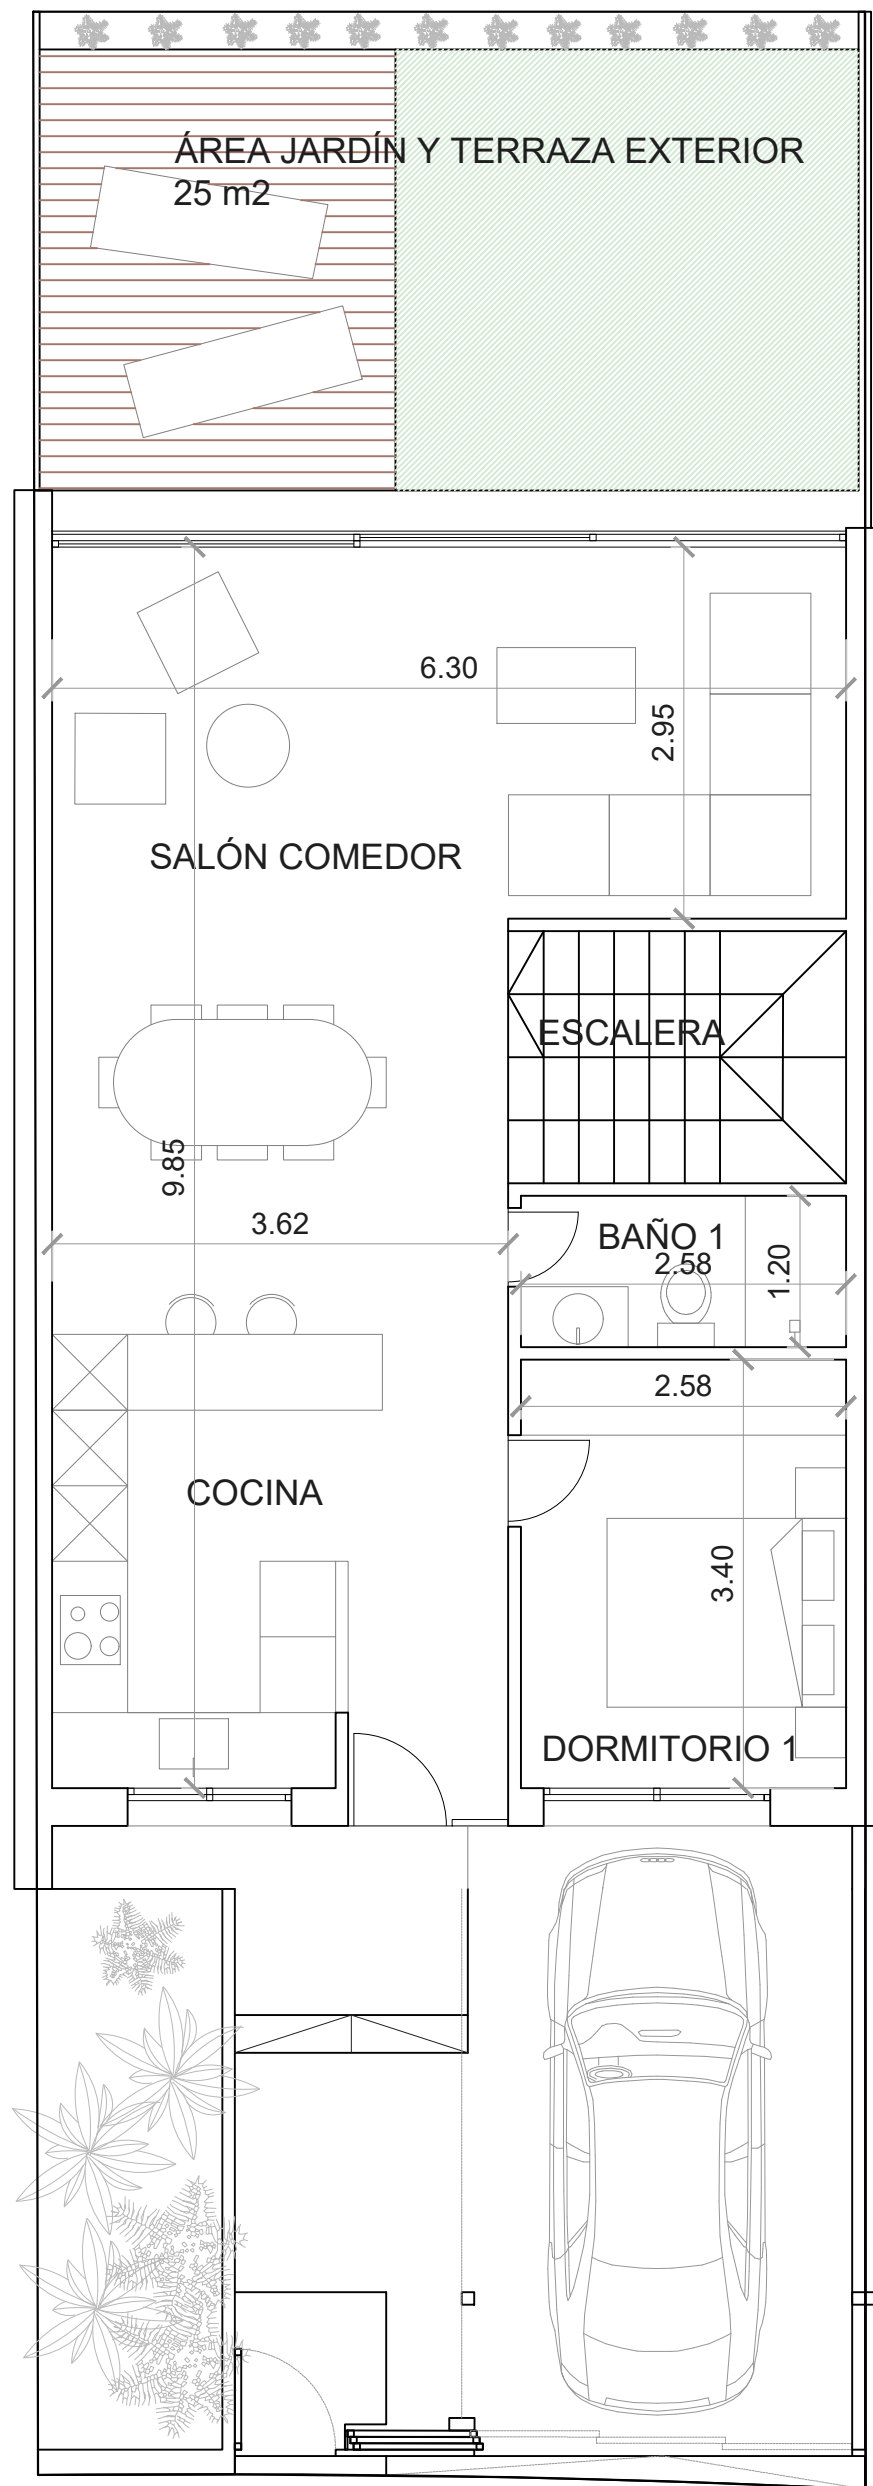 ÁREA JARDÍN Y TERRAZA EXTERIOR
25 m2
6.30
2.95
SALÓN COMEDOR
ESCALERA
9.85
3.62
BAÑO 1
2.58
1.20
2.58
COCINA
3.40
DORMITORIO 1